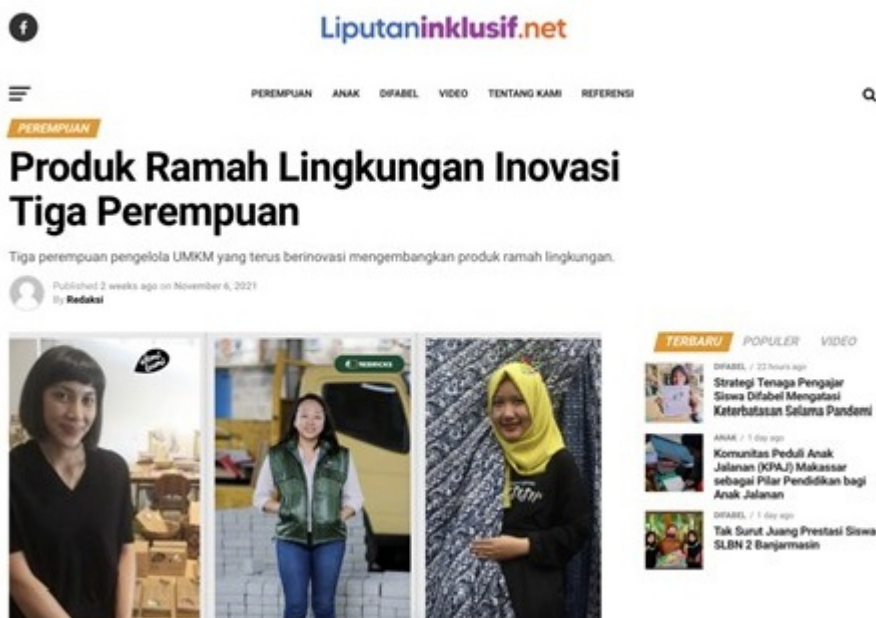 Liputaninklusif.net
PEREMPUAN ANAK DIFABEL VIDEO TENTANG KAMI REFERENSI
PEREMPUAN
Produk Ramah Lingkungan Inovasi
Tiga Perempuan
Tiga perempuan pengelola UMKM yang terus berinovasi mengembangkan produk ramah lingkungan.
Published 2 weeks ago on November 6, 2021
By Redaksi
REBRICKS
TERBARU POPULER VIDEO
DIFABEL / 22 hours ago
Strategi Tenaga Pengajar
Siswa Difabel Mengatasi
Keterbatasan Selama Pandemi
ANAK / 1 day ago
Komunitas Peduli Anak
Jalanan (KPAJ) Makassar
sebagai Pilar Pendidikan bagi
Anak Jalanan
DIFABEL / 1 day ago
Tak Surut Juang Prestasi Siswa
SLBN 2 Banjarmasin